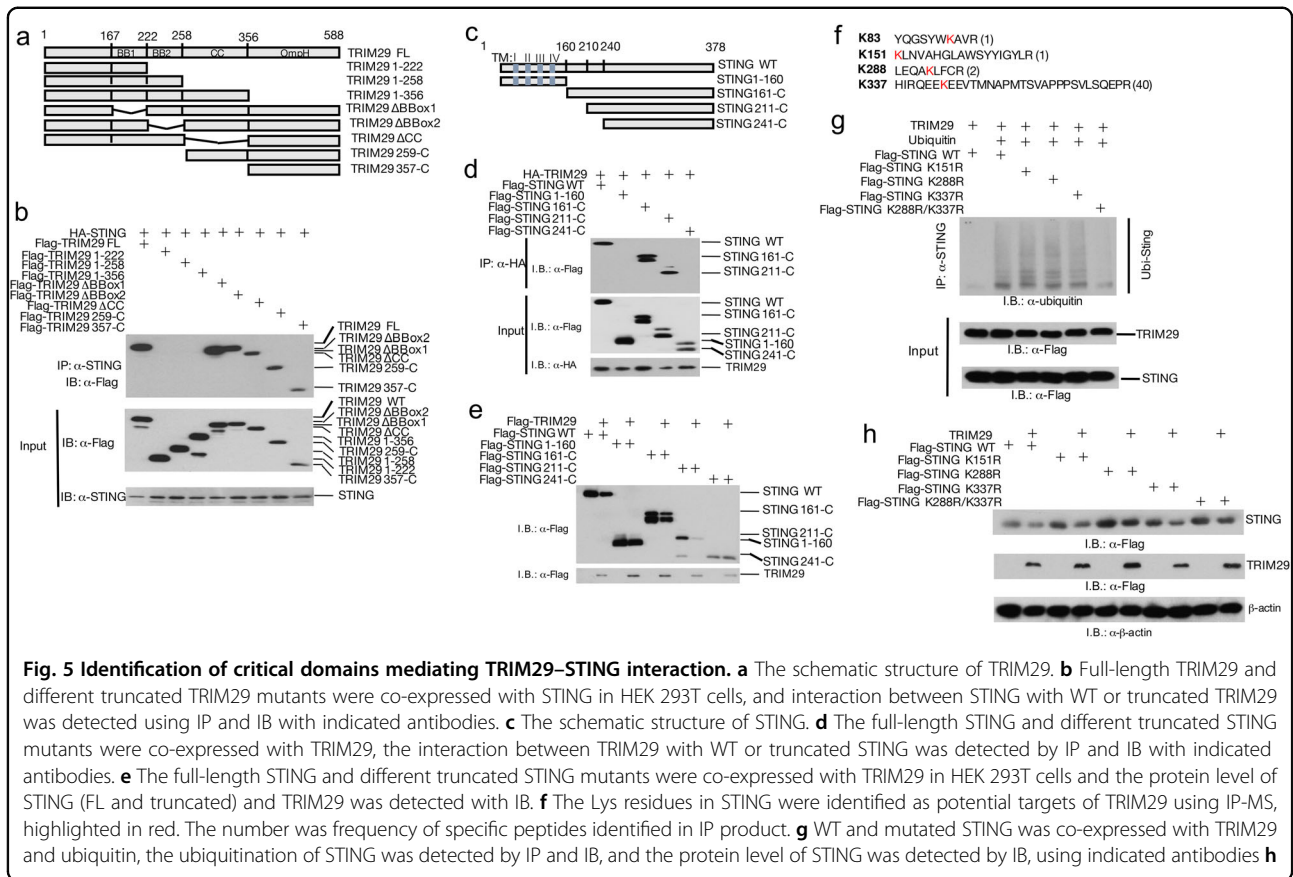 a
1 167 222 258 356 588
BB1 BB2 CC OmpH
TRIM29 FL
TRIM29 1-222
TRIM29 1-258
TRIM29 1-356
TRIM29 ΔBBox1
TRIM29 ΔBBox2
TRIM29 ΔCC
TRIM29 259-C
TRIM29 357-C
b
HA-STING + + + + + + + + +
Flag-TRIM29 FL +
Flag-TRIM29 1-222 +
Flag-TRIM29 1-258 +
Flag-TRIM29 1-356 +
Flag-TRIM29 ΔBBox1 +
Flag-TRIM29 ΔBBox2 +
Flag-TRIM29 ΔCC +
Flag-TRIM29 259-C +
Flag-TRIM29 357-C +
IP: α-STING
IB: α-Flag
TRIM29 FL
TRIM29 ΔBBox2
TRIM29 ΔBBox1
TRIM29 ΔCC
TRIM29 259-C
TRIM29 357-C
Input
IB: α-Flag
TRIM29 WT
TRIM29 ΔBBox2
TRIM29 ΔBBox1
TRIM29 ΔCC
TRIM29 1-356
TRIM29 259-C
TRIM29 1-258
TRIM29 1-222
TRIM29 357-C
IB: α-STING
STING
c
1 160 210 240 378
TM: I II III IV
STING WT
STING1-160
STING161-C
STING 211-C
STING 241-C
d
HA-TRIM29 + + + + +
Flag-STING WT +
Flag-STING 1-160 +
Flag-STING 161-C +
Flag-STING 211-C +
Flag-STING 241-C +
IP: α-HA
I.B.: α-Flag
STING WT
STING 161-C
STING 211-C
Input
I.B.: α-Flag
STING WT
STING 161-C
STING 211-C
STING 1-160
STING 241-C
I.B.: α-HA
TRIM29
e
Flag-TRIM29 + + + + +
Flag-STING WT + +
Flag-STING 1-160 + +
Flag-STING 161-C + +
Flag-STING 211-C + +
Flag-STING 241-C + +
I.B.: α-Flag
STING WT
STING 161-C
STING 211-C
STING 1-160
STING 241-C
I.B.: α-Flag
TRIM29
f
K83 YQGSYWKAVR (1)
K151 KLNVAHGLAWSYYIGYLR (1)
K288 LEQAKLFCR (2)
K337 HIRQEEKEEVTMNAPMTSVAPPPSVLSQEPR (40)
g
TRIM29 + + + + + +
Ubiquitin + + + + +
Flag-STING WT + +
Flag-STING K151R +
Flag-STING K288R +
Flag-STING K337R +
Flag-STING K288R/K337R +
IP: α-STING
Ubi-Sting
I.B.: α-ubiquitin
Input
TRIM29
I.B.: α-Flag
STING
I.B.: α-Flag
h
TRIM29 + + + + +
Flag-STING WT + +
Flag-STING K151R + +
Flag-STING K288R + +
Flag-STING K337R + +
Flag-STING K288R/K337R + +
STING
I.B.: α-Flag
TRIM29
I.B.: α-Flag
β-actin
I.B.: α-β-actin
Fig. 5 Identification of critical domains mediating TRIM29–STING interaction. a The schematic structure of TRIM29. b Full-length TRIM29 and
different truncated TRIM29 mutants were co-expressed with STING in HEK 293T cells, and interaction between STING with WT or truncated TRIM29
was detected using IP and IB with indicated antibodies. c The schematic structure of STING. d The full-length STING and different truncated STING
mutants were co-expressed with TRIM29, the interaction between TRIM29 with WT or truncated STING was detected by IP and IB with indicated
antibodies. e The full-length STING and different truncated STING mutants were co-expressed with TRIM29 in HEK 293T cells and the protein level of
STING (FL and truncated) and TRIM29 was detected with IB. f The Lys residues in STING were identified as potential targets of TRIM29 using IP-MS,
highlighted in red. The number was frequency of specific peptides identified in IP product. g WT and mutated STING was co-expressed with TRIM29
and ubiquitin, the ubiquitination of STING was detected by IP and IB, and the protein level of STING was detected by IB, using indicated antibodies h